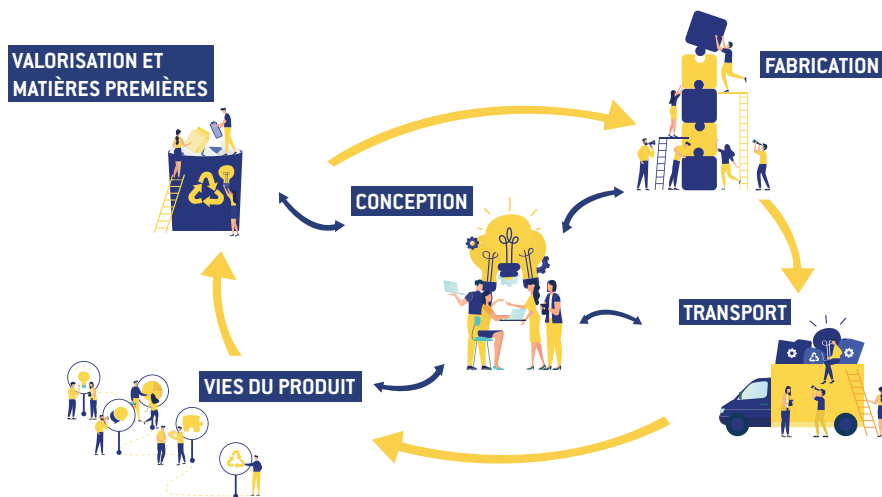 VALORISATION ET
MATIÈRES PREMIÈRES
FABRICATION
CONCEPTION
TRANSPORT
VIES DU PRODUIT